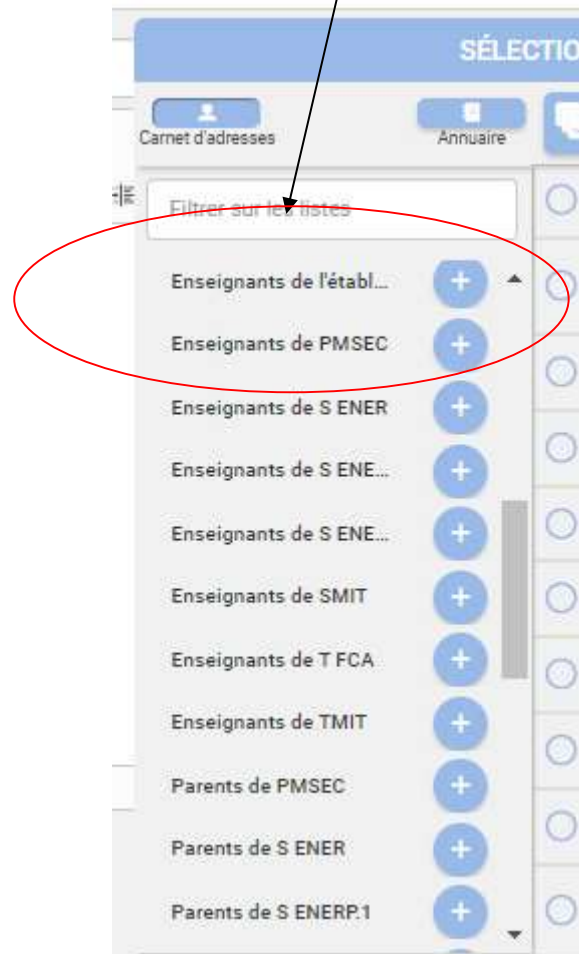 SÉLECTIO
Carnet d'adresses
Annuaire
Filtrer sur les listes
Enseignants de l'établ...
Enseignants de PMSEC
Enseignants de S ENER
Enseignants de S ENE...
Enseignants de S ENE...
Enseignants de SMIT
Enseignants de T FCA
Enseignants de TMIT
Parents de PMSEC
Parents de S ENER
Parents de S ENERP.1